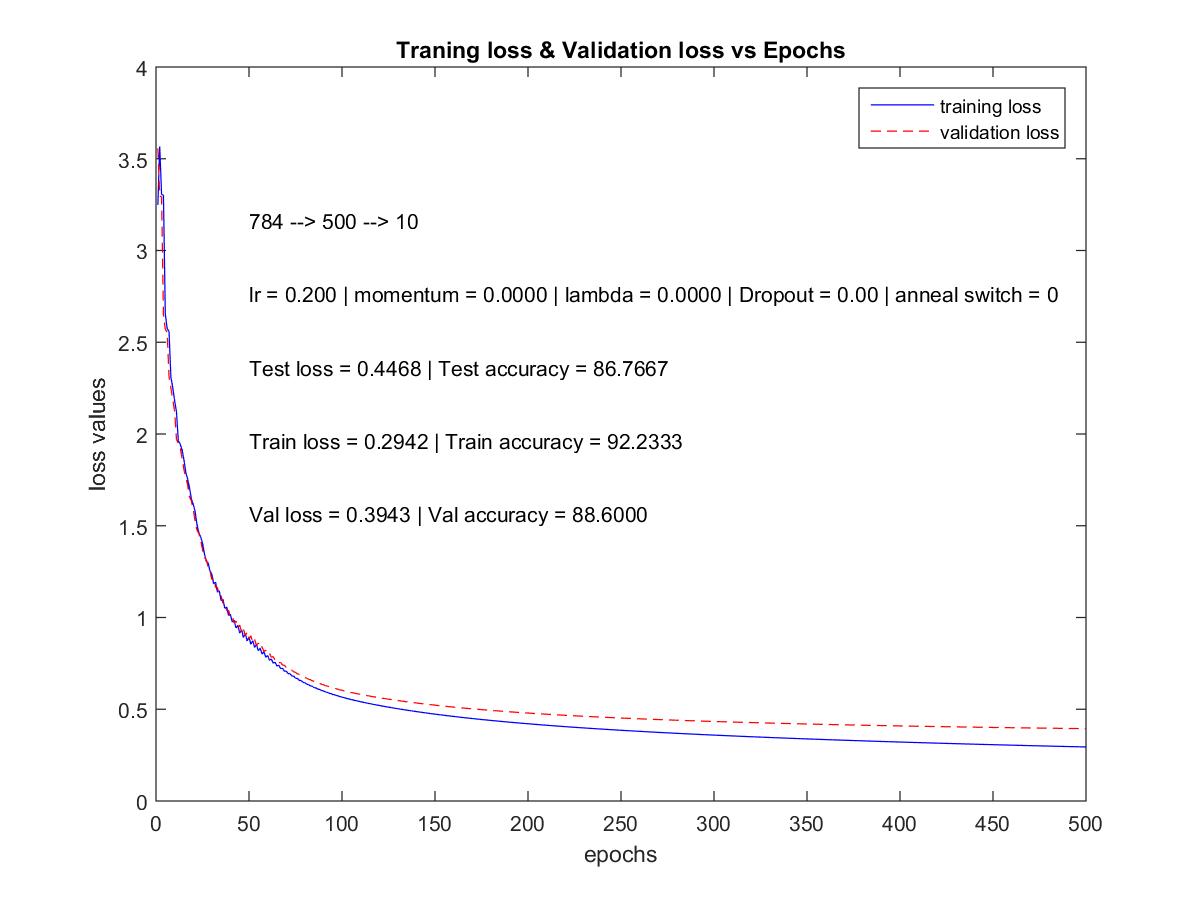 Traning loss & Validation loss vs Epochs
4
training loss
validation loss
3.5
784 --> 500 --> 10
3
lr = 0.200 | momentum = 0.0000 | lambda = 0.0000 | Dropout = 0.00 | anneal switch = 0
2.5
Test loss = 0.4468 | Test accuracy = 86.7667
2
Train loss = 0.2942 | Train accuracy = 92.2333
loss values
1.5
Val loss = 0.3943 | Val accuracy = 88.6000
1
0.5
0
0 50 100 150 200 250 300 350 400 450 500
epochs